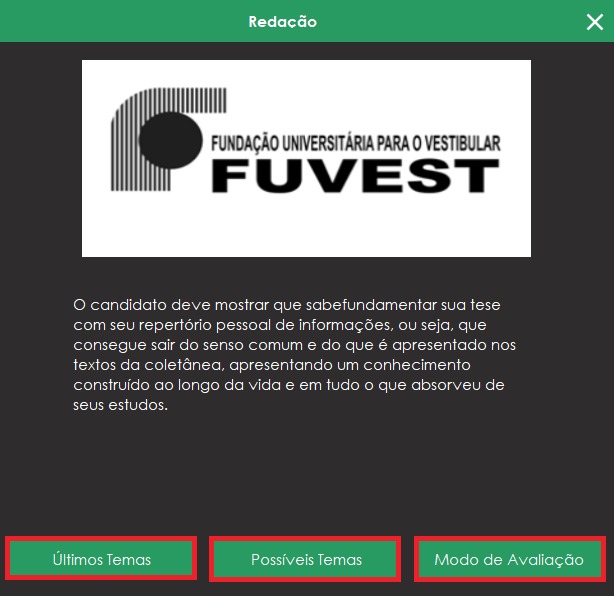 Redação
FUNDAÇÃO UNIVERSITÁRIA PARA O VESTIBULAR
FUVEST
O candidato deve mostrar que sabefundamentar sua tese
com seu repertório pessoal de informações, ou seja, que
consegue sair do senso comum e do que é apresentado nos
textos da coletânea, apresentando um conhecimento
construído ao longo da vida e em tudo o que absorveu de
seus estudos.
Últimos Temas
Possíveis Temas
Modo de Avaliação